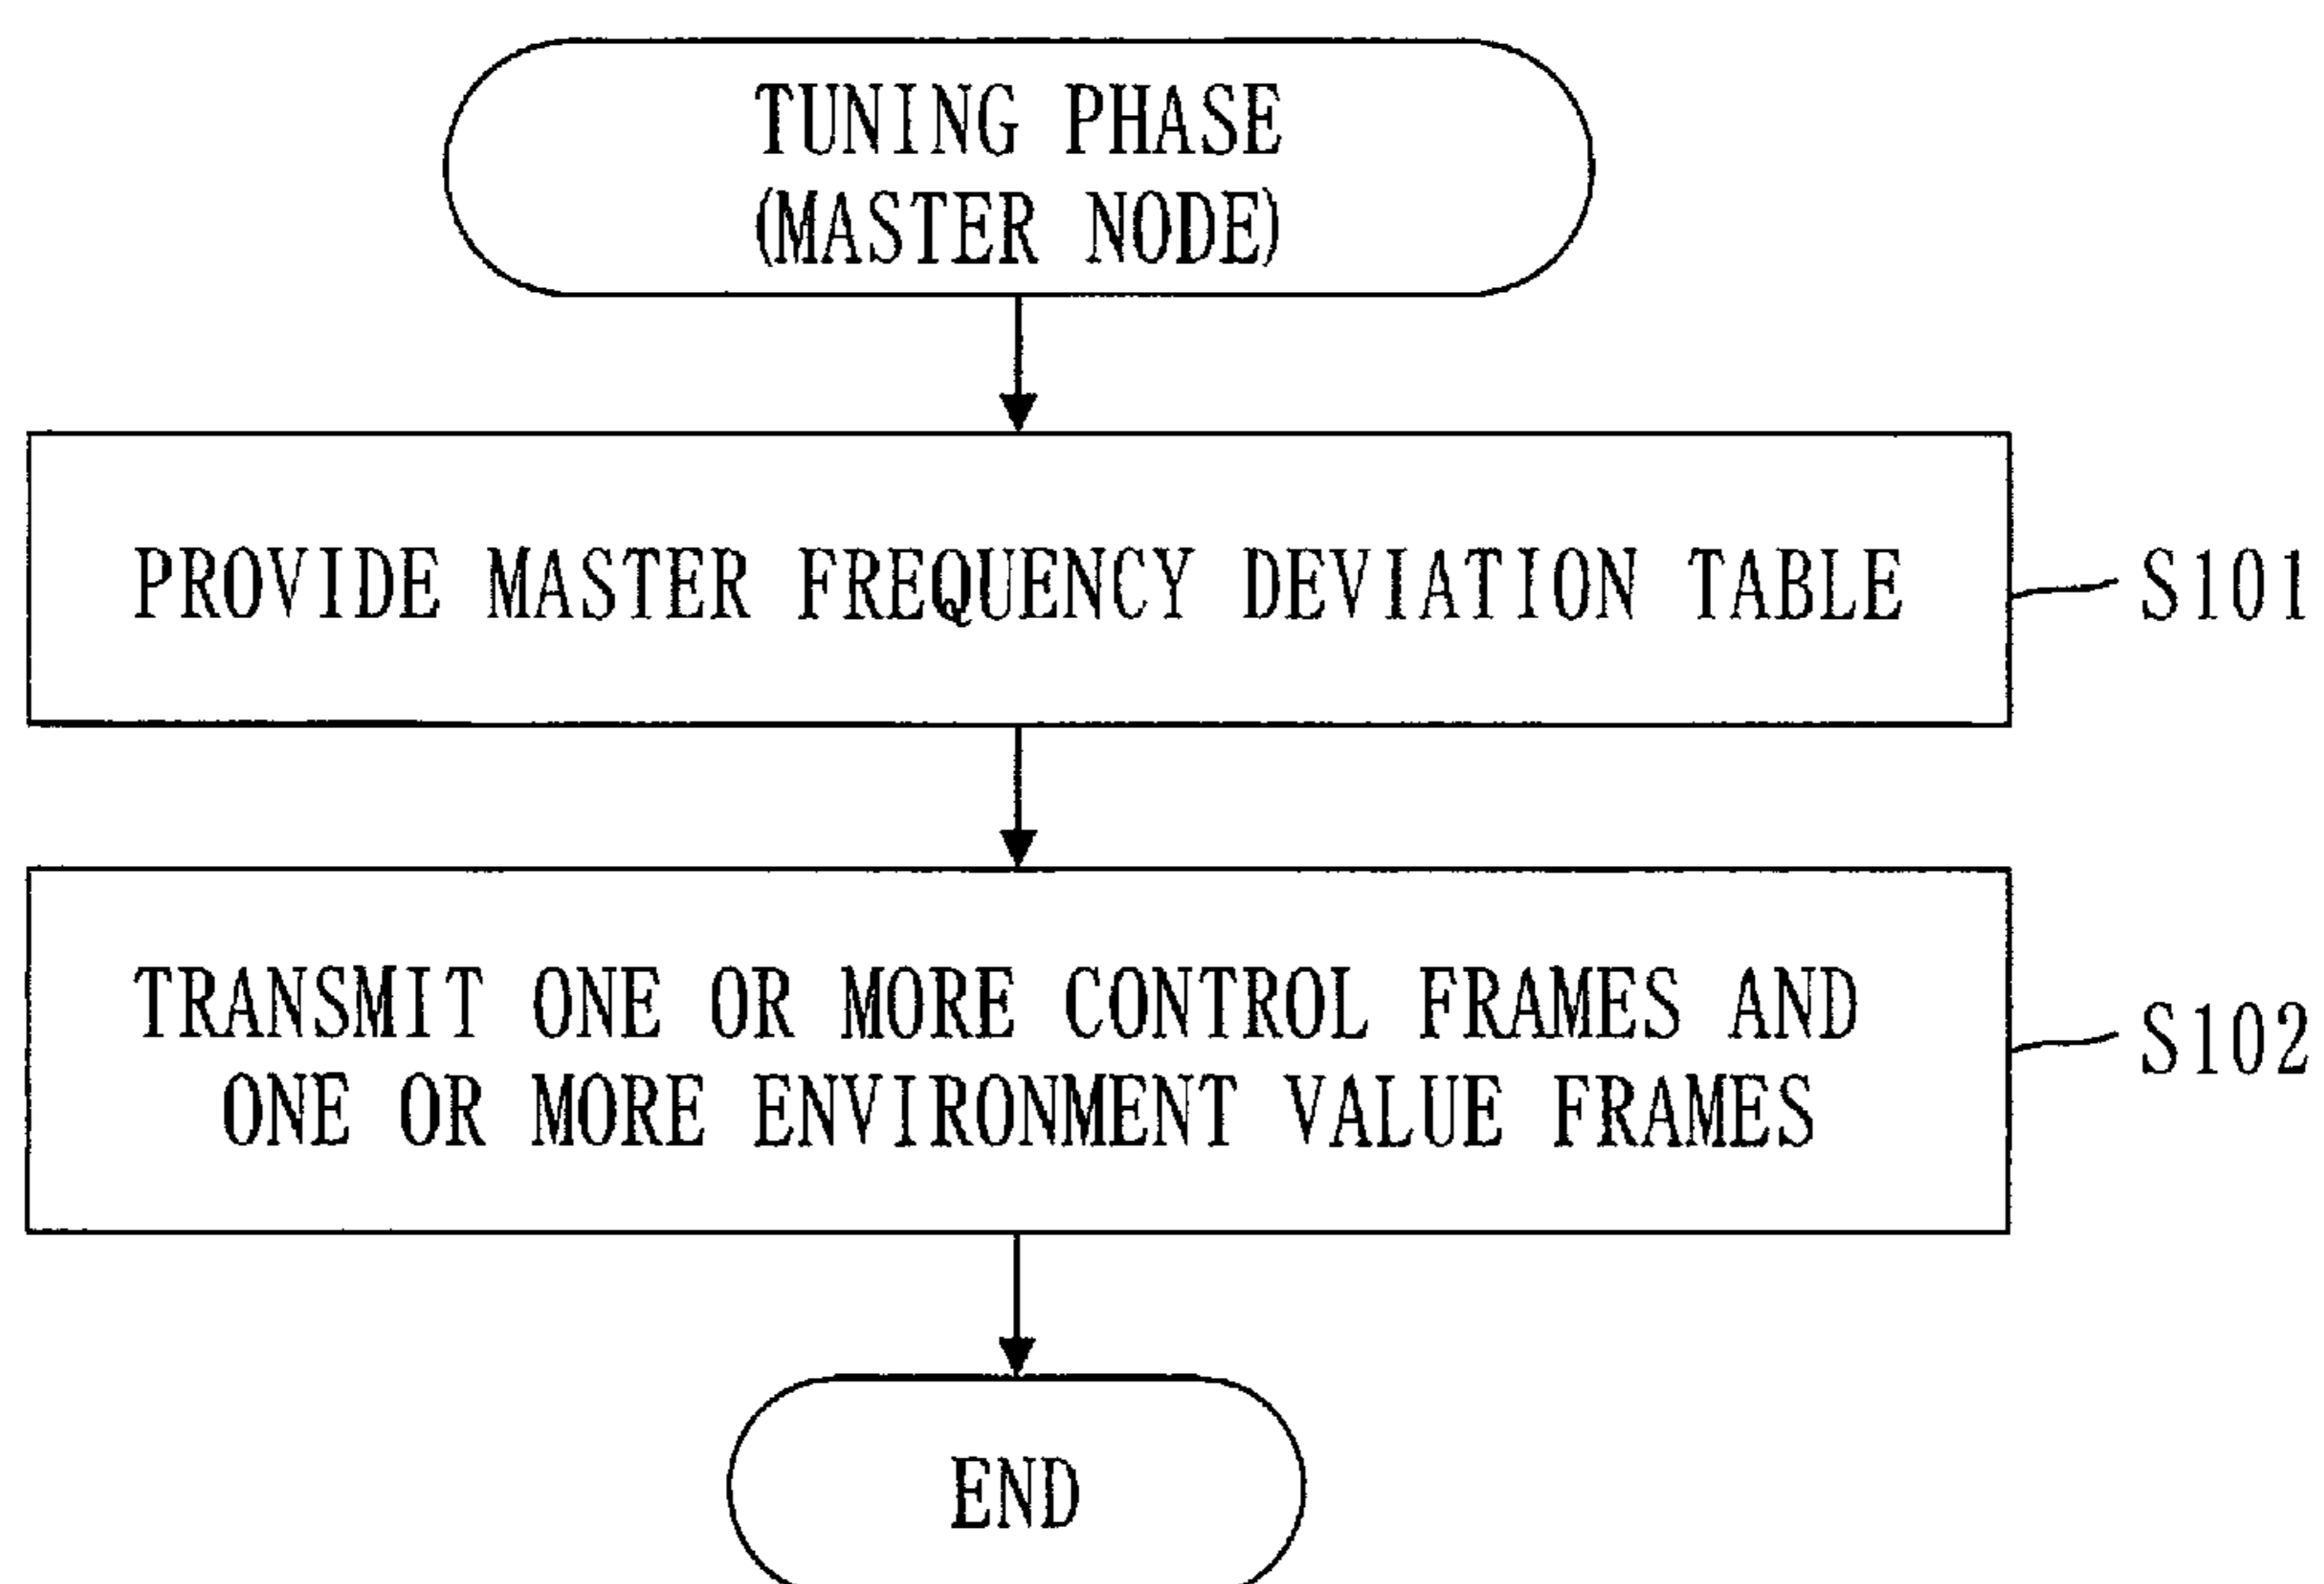 TUNING PHASE
(MASTER NODE)
PROVIDE MASTER FREQUENCY DEVIATION TABLE
S101
TRANSMIT ONE OR MORE CONTROL FRAMES AND
ONE OR MORE ENVIRONMENT VALUE FRAMES
S102
END